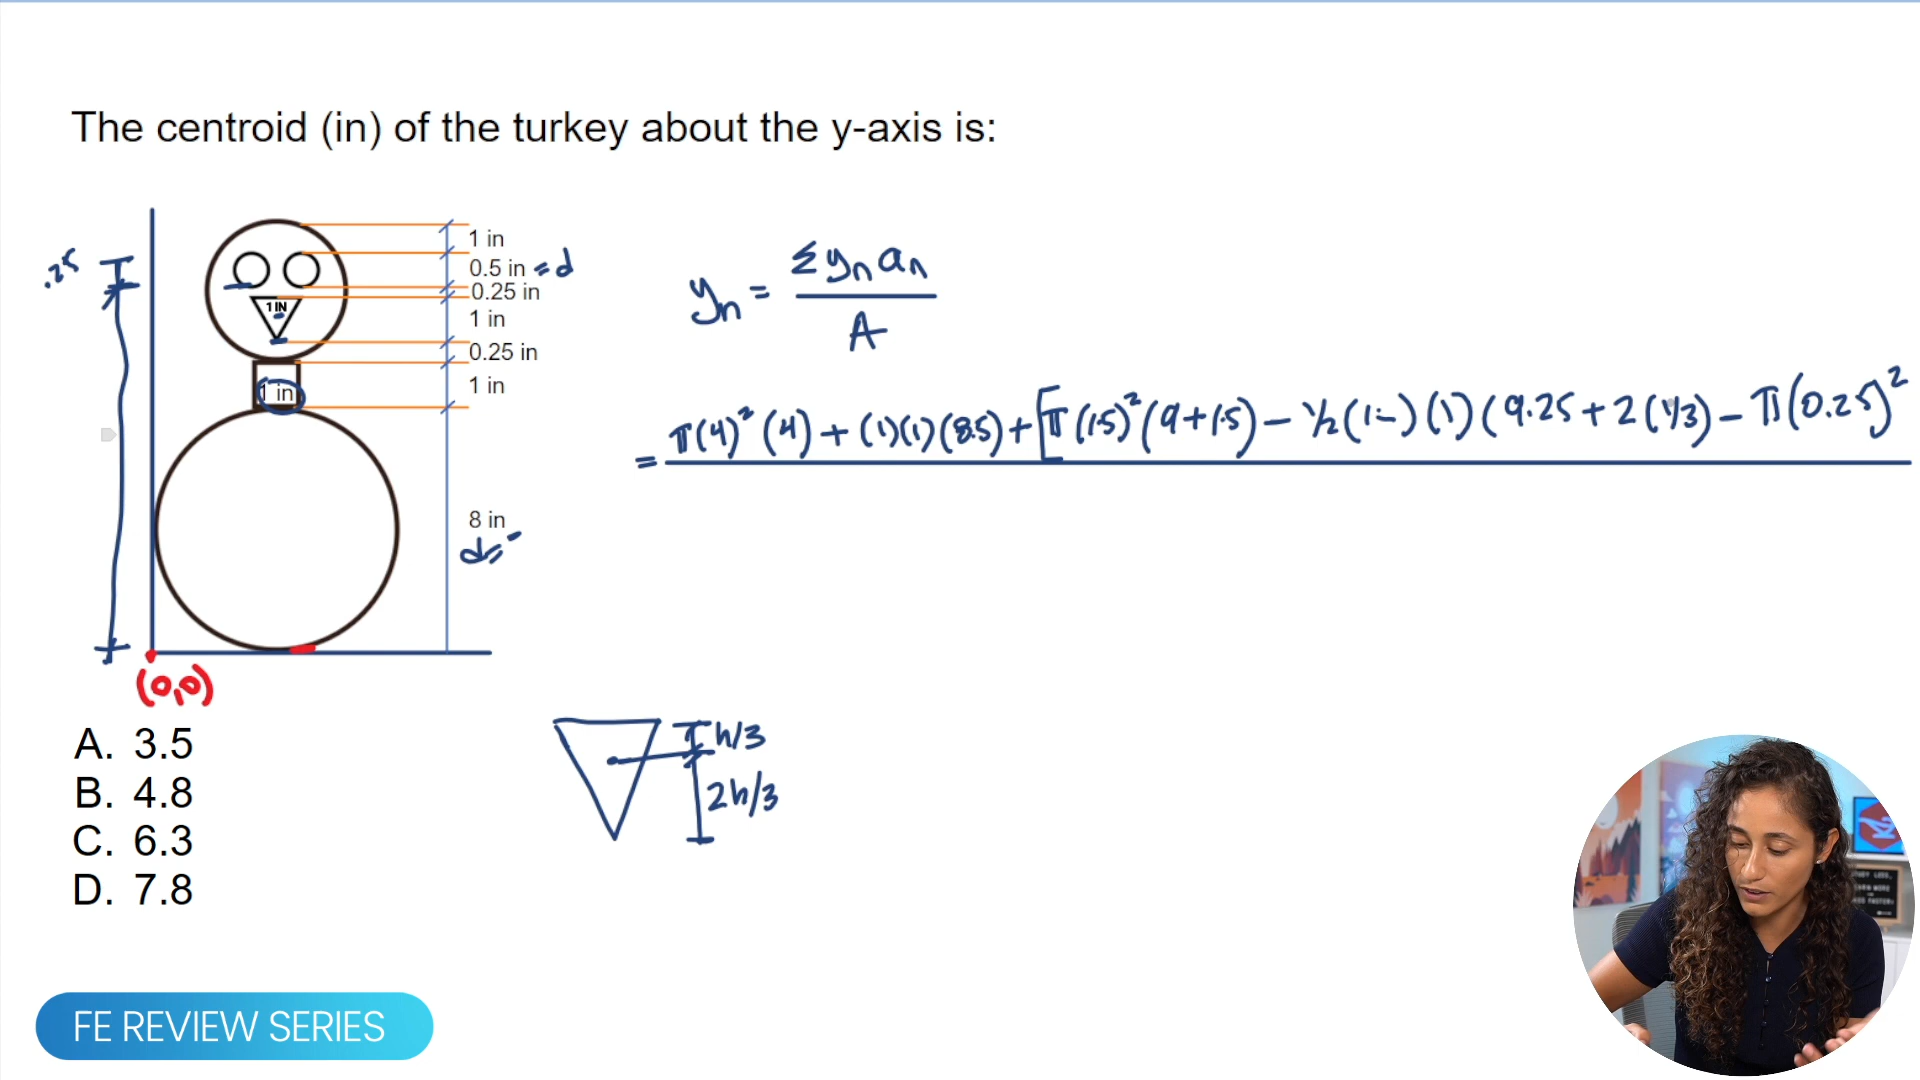 The centroid (in) of the turkey about the y-axis is:
.25
1 in
0.5 in = d
0.25 in
1 IN
1 in
0.25 in
1 in
1 in
8 in
d=
(0,0)
yn = Σ yn an
A
= π(4)²(4) + (1)(1)(8.5) + [π(1.5)²(9+1.5) - 1/2(1)(1)(9.25 + 2(1/3) - π(0.25)²
h/3
2h/3
A. 3.5
B. 4.8
C. 6.3
D. 7.8
FE REVIEW SERIES